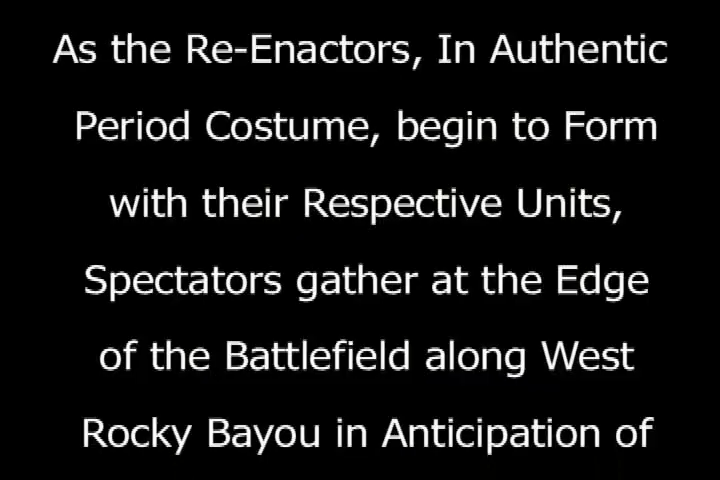 As the Re-Enactors, In Authentic
Period Costume, begin to Form
with their Respective Units,
Spectators gather at the Edge
of the Battlefield along West
Rocky Bayou in Anticipation of